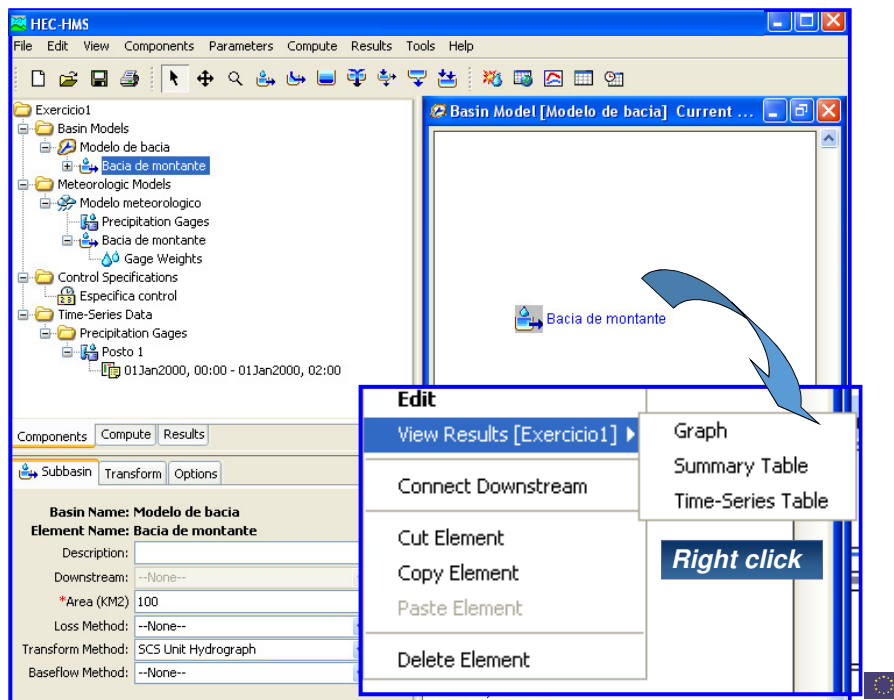 HEC-HMS
File Edit View Components Parameters Compute Results Tools Help
Exercicio1
Basin Models
Modelo de bacia
Bacia de montante
Meteorologic Models
Modelo meteorologico
Precipitation Gages
Bacia de montante
Gage Weights
Control Specifications
Especifica control
Time-Series Data
Precipitation Gages
Posto 1
01Jan2000, 00:00 - 01Jan2000, 02:00
Components Compute Results
Subbasin Transform Options
Basin Name: Modelo de bacia
Element Name: Bacia de montante
Description:
Downstream: --None--
*Area (KM2) 100
Loss Method: --None--
Transform Method: SCS Unit Hydrograph
Baseflow Method: --None--
Basin Model [Modelo de bacia] Current ...
Bacia de montante
Edit
View Results [Exercicio1]
Connect Downstream
Cut Element
Copy Element
Paste Element
Delete Element
Graph
Summary Table
Time-Series Table
Right click